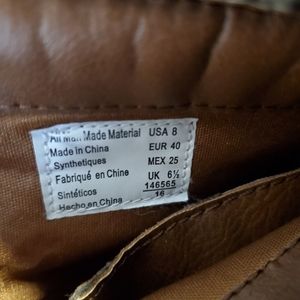 All Man Made Material USA 8
Made in China EUR 40
Synthetiques MEX 25
Fabriqué en Chine UK 6½
Sintéticos 146565
Hecho en China 16